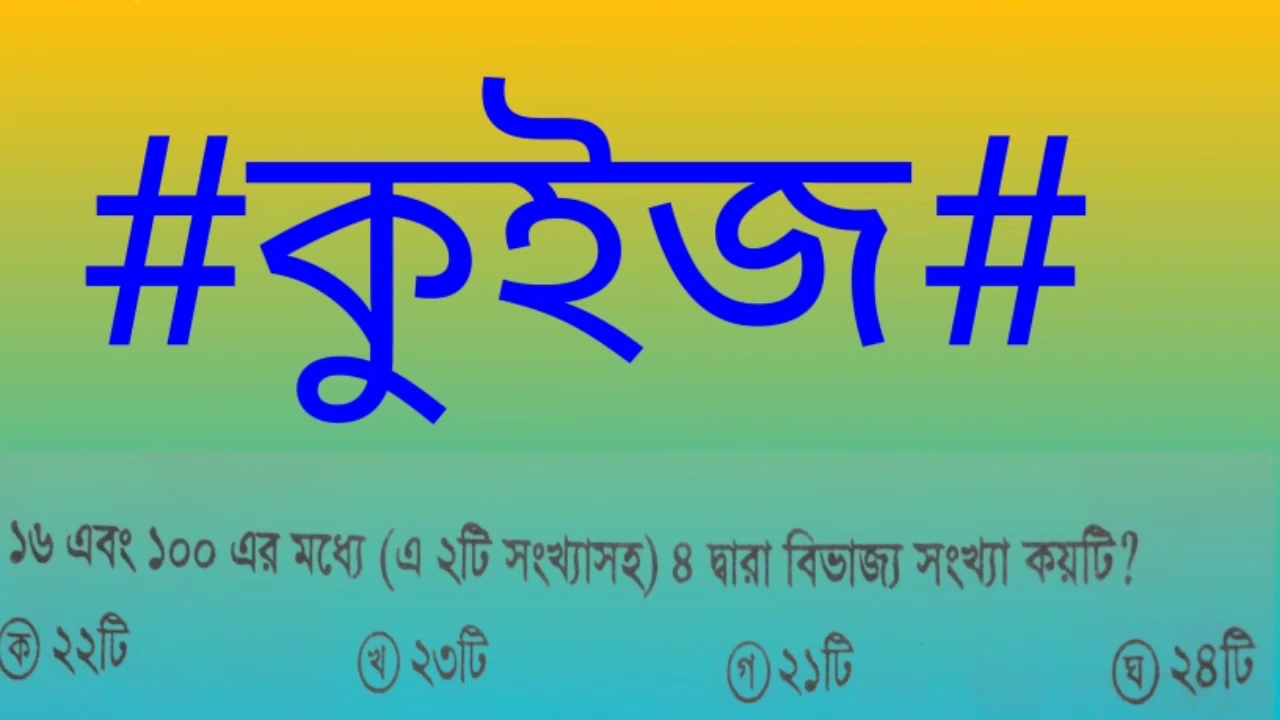 #কুইজ#
১৬ এবং ১০০ এর মধ্যে (এ ২টি সংখ্যাসহ) ৪ দ্বারা বিভাজ্য সংখ্যা কয়টি?
ক ২২টি খ ২৩টি গ ২১টি ঘ ২৪টি